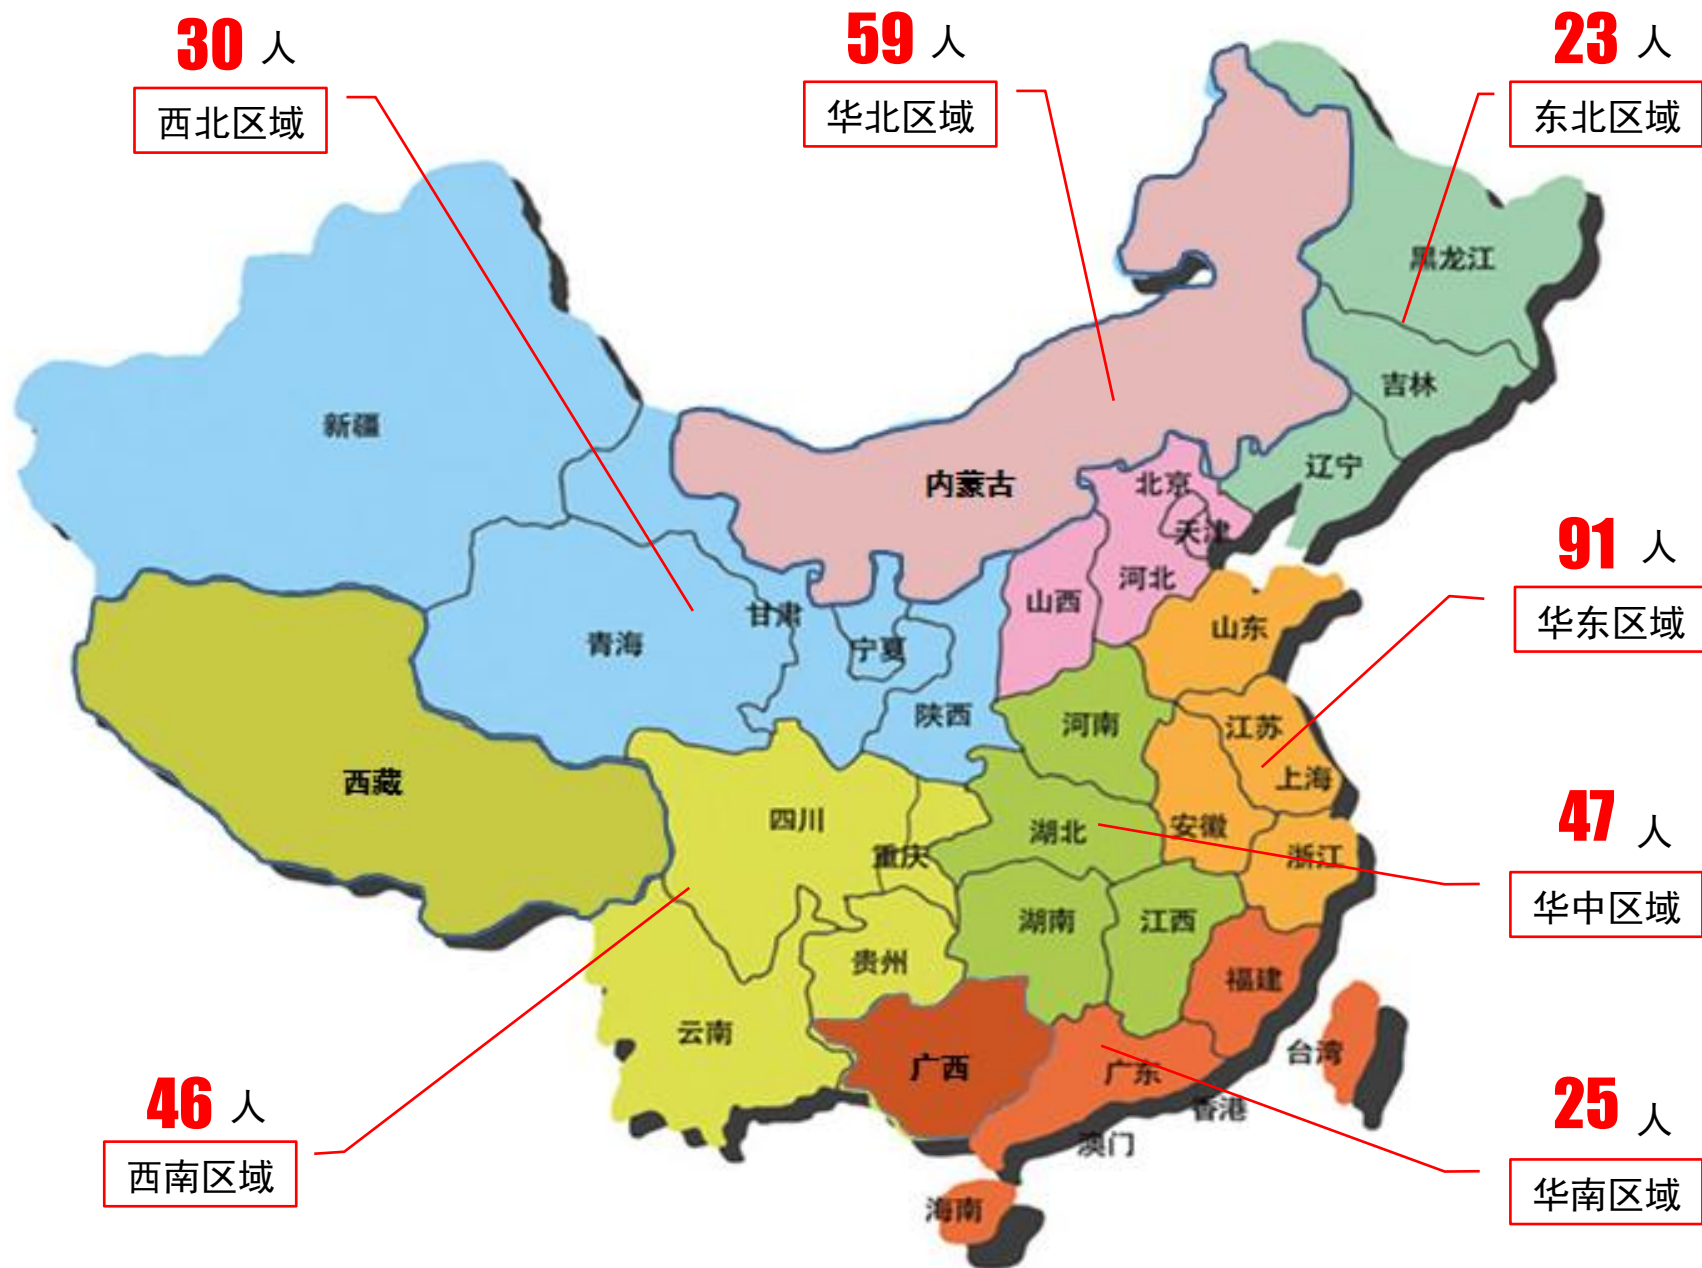 30 人
西北区域
59 人
华北区域
23 人
东北区域
黑龙江
吉林
新疆
辽宁
内蒙古
北京
天津
91 人
华东区域
河北
山西
甘肃
山东
青海
宁夏
陕西
河南
江苏
上海
西藏
四川
湖北
安徽
47 人
华中区域
重庆
浙江
湖南
江西
贵州
福建
云南
广西
广东
台湾
香港
澳门
46 人
西南区域
25 人
华南区域
海南